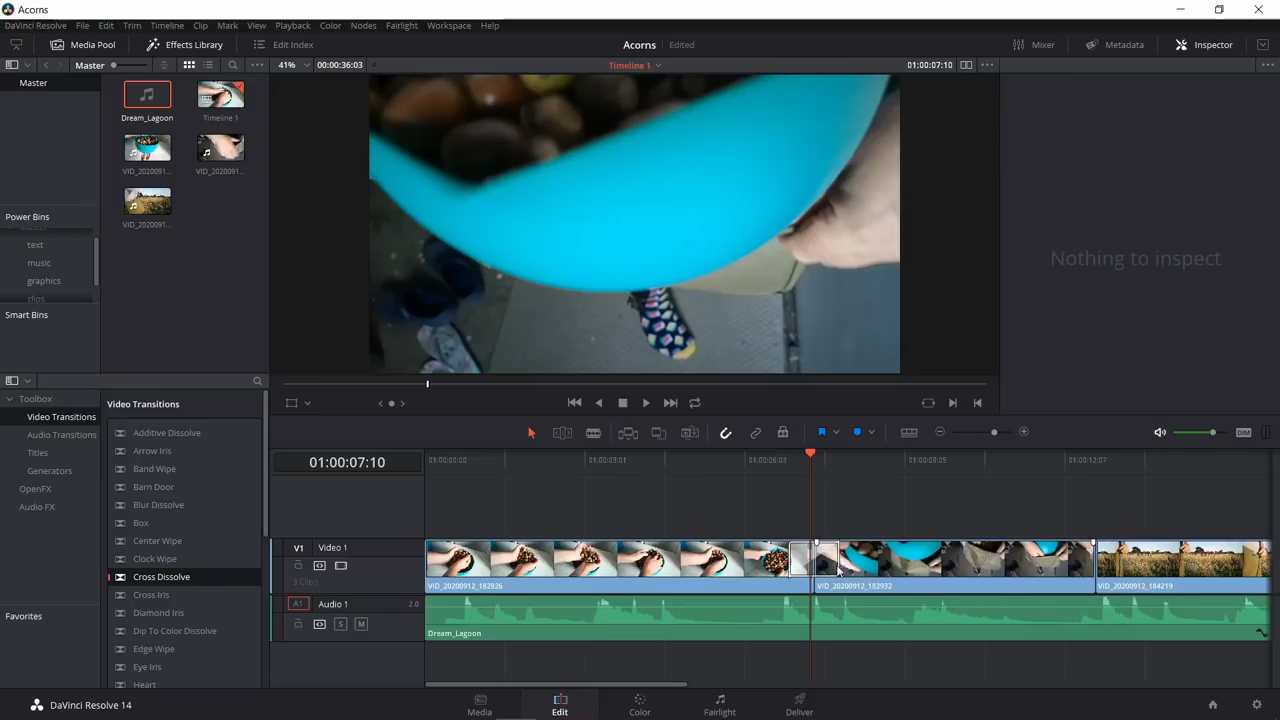 Acorns
DaVinci Resolve File Edit Trim Timeline Clip Mark View Playback Fusion Color Nodes Fairlight Workspace Help
Media Pool Effects Library Edit Index Acorns Edited Mixer Metadata Inspector
Master 41% 00:00:36:03 Timeline 1 01:00:07:10
Master
Dream_Lagoon Timeline 1
VID_2020091... VID_2020091...
VID_2020091...
Power Bins
text
music
graphics
clips
Smart Bins
Nothing to inspect
Toolbox
Video Transitions
Audio Transitions
Titles
Generators
OpenFX
Audio FX
Favorites
Video Transitions
Additive Dissolve
Arrow Iris
Band Wipe
Barn Door
Blur Dissolve
Box
Center Wipe
Clock Wipe
Cross Dissolve
Cross Iris
Diamond Iris
Dip To Color Dissolve
Edge Wipe
Eye Iris
Heart
DIM
01:00:07:10 01:00:00:00 01:00:03:01 01:00:06:03 01:00:09:05 01:00:12:07
V1 Video 1
3 Clips
VID_20200912_182826 VID_20200912_182932 VID_20200912_184219
A1 Audio 1 2.0
S M
Dream_Lagoon
DaVinci Resolve 14 Media Edit Color Fairlight Deliver